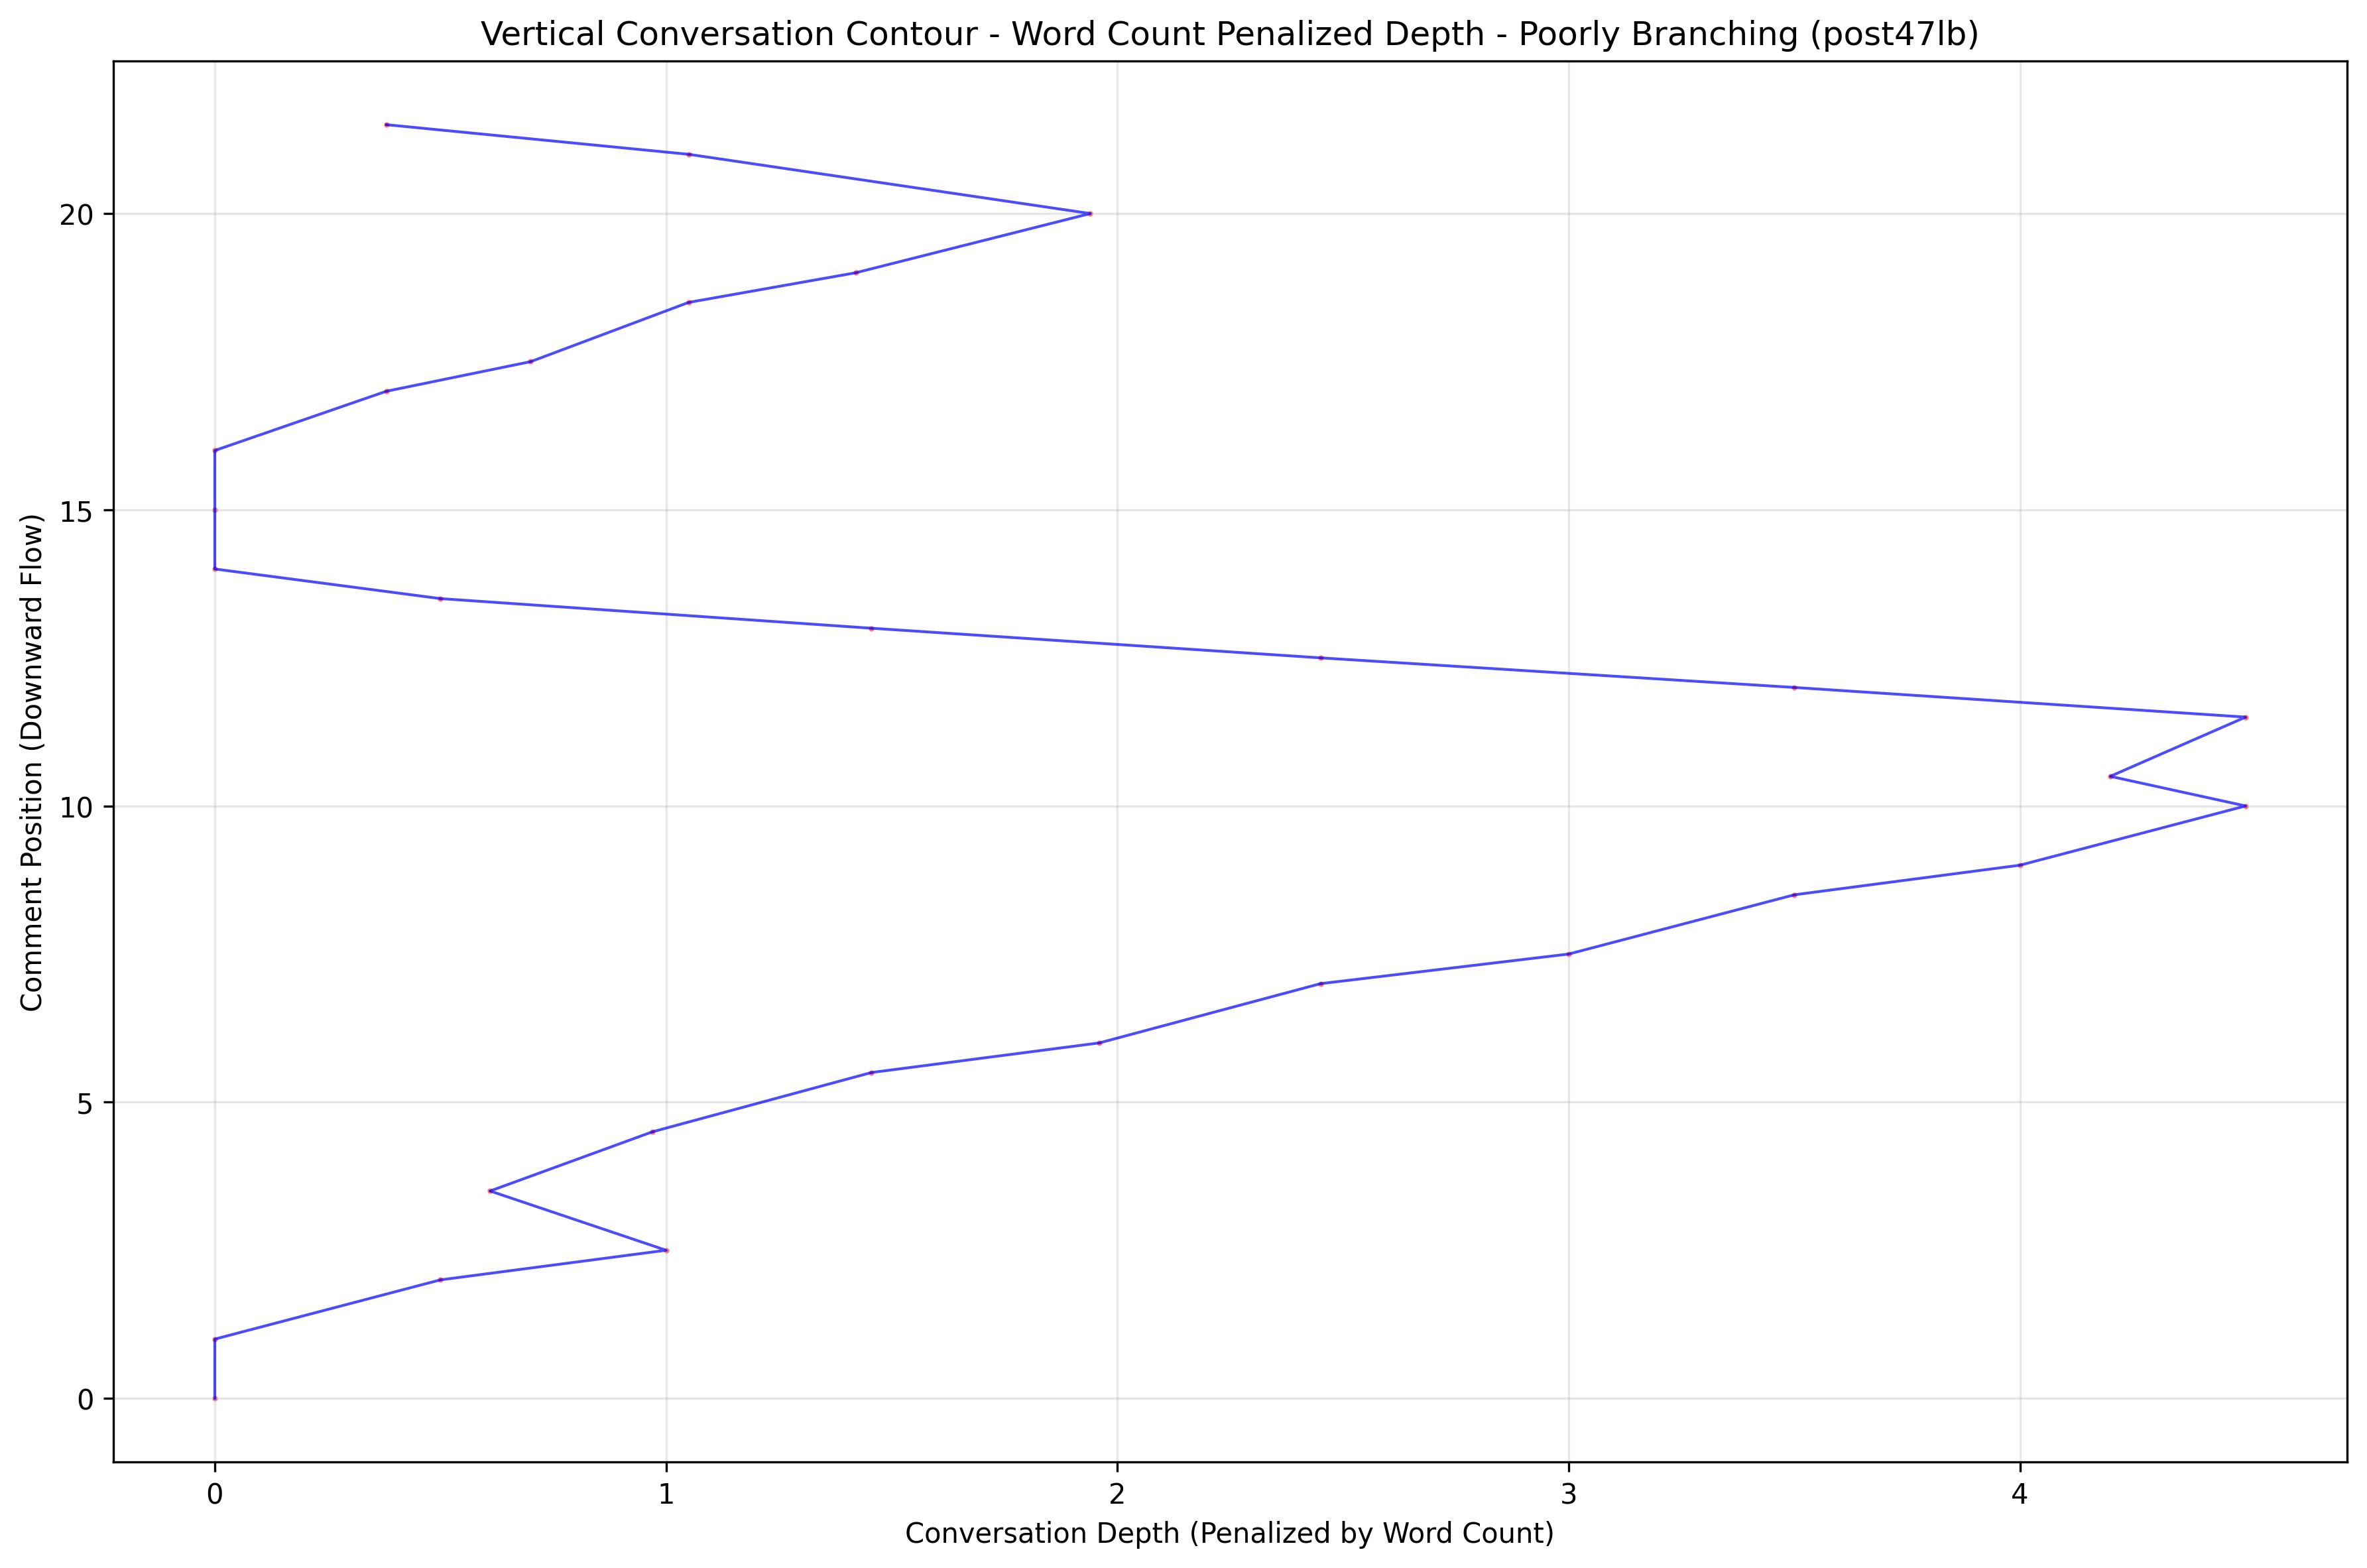 Vertical Conversation Contour - Word Count Penalized Depth - Poorly Branching (post47lb)
Comment Position (Downward Flow)
20
15
10
5
0
0 1 2 3 4
Conversation Depth (Penalized by Word Count)